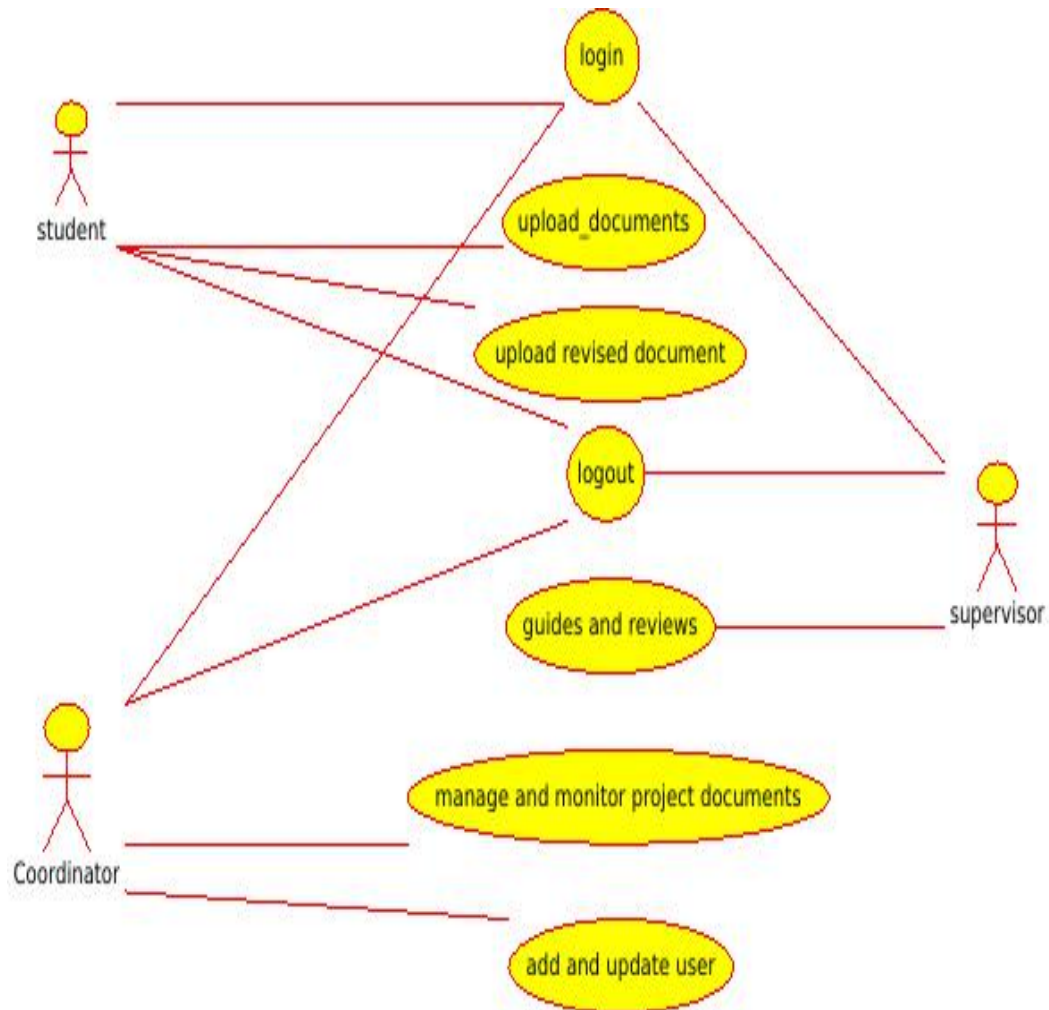 login
student
upload_documents
upload revised document
logout
supervisor
guides and reviews
manage and monitor project documents
Coordinator
add and update user